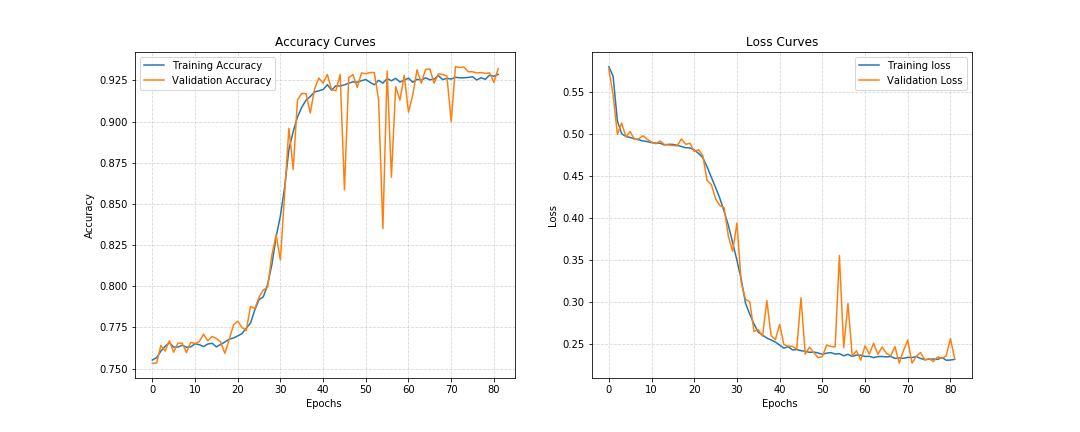 Accuracy Curves
Training Accuracy
Validation Accuracy
0.925
0.900
0.875
0.850
0.825
0.800
0.775
0.750
Accuracy
0 10 20 30 40 50 60 70 80
Epochs
Loss Curves
Training loss
Validation Loss
0.55
0.50
0.45
0.40
0.35
0.30
0.25
Loss
0 10 20 30 40 50 60 70 80
Epochs